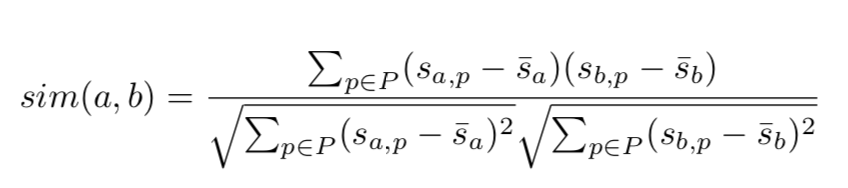 $$sim(a,b) = \frac{\sum_{p \in P}(s_{a,p} - \bar{s}_a)(s_{b,p} - \bar{s}_b)}{\sqrt{\sum_{p \in P}(s_{a,p} - \bar{s}_a)^2}\sqrt{\sum_{p \in P}(s_{b,p} - \bar{s}_b)^2}}$$